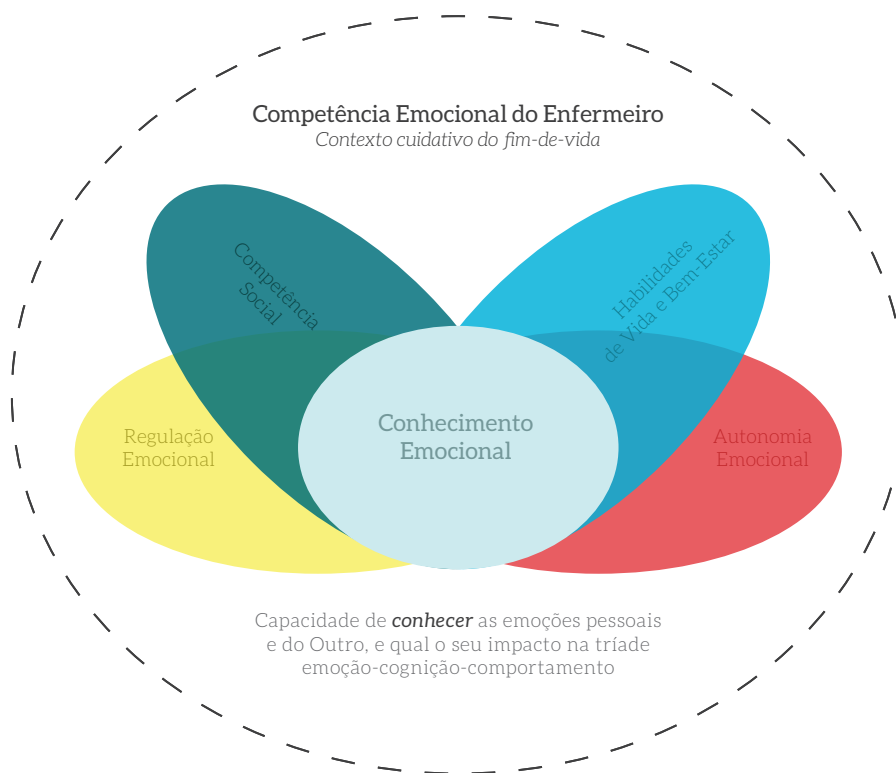 Competência Emocional do Enfermeiro
Contexto cuidativo do fim-de-vida
Competência
Social
Habilidades
de Vida e Bem-Estar
Regulação
Emocional
Conhecimento
Emocional
Autonomia
Emocional
Capacidade de conhecer as emoções pessoais
e do Outro, e qual o seu impacto na tríade
emoção-cognição-comportamento